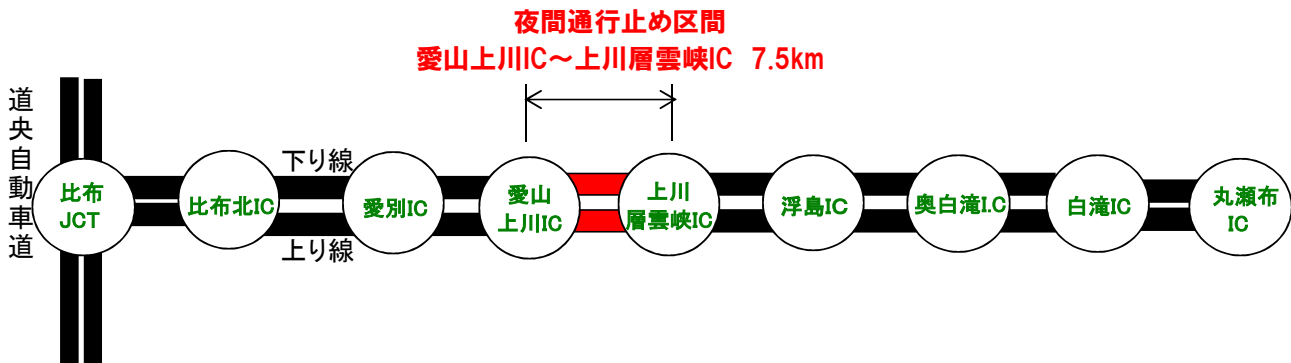 夜間通行止め区間
愛山上川IC～上川層雲峡IC 7.5km
道央自動車道
下り線
比布
JCT
比布北IC
愛別IC
愛山
上川IC
上川
層雲峡IC
浮島IC
奥白滝I.C
白滝IC
丸瀬布
IC
上り線